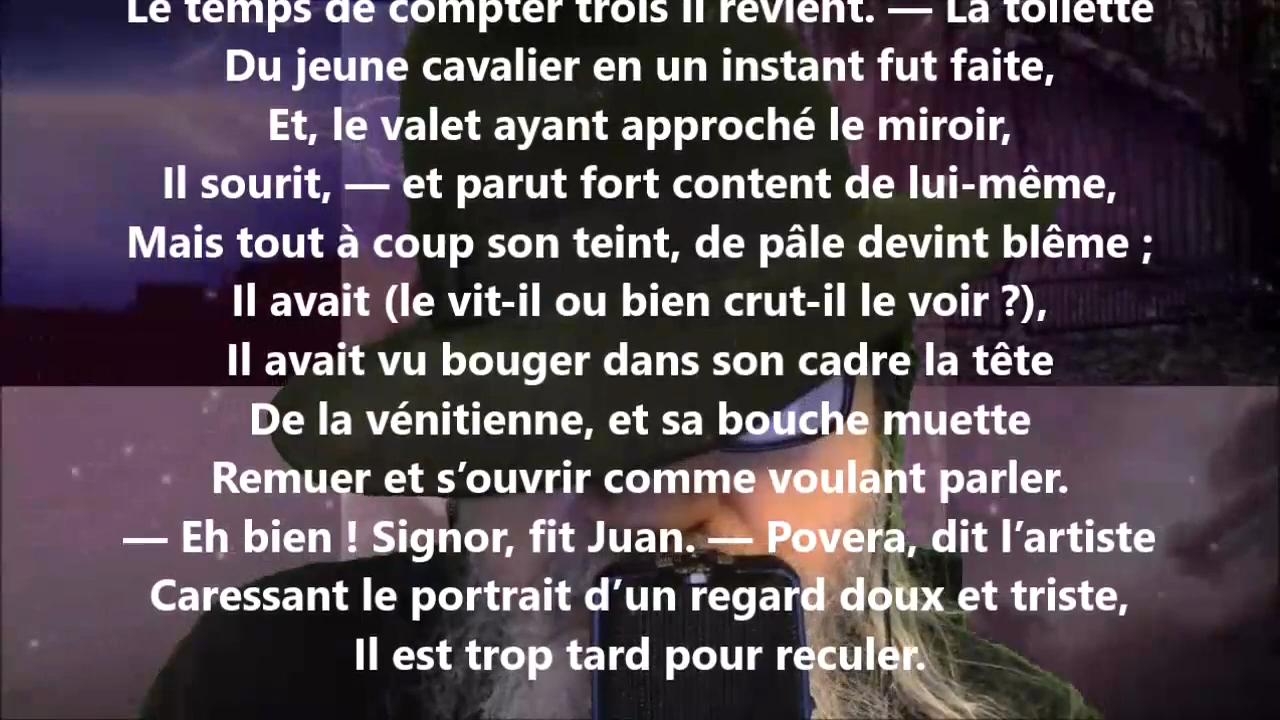 Le temps de compter trois il revient. — La toilette
Du jeune cavalier en un instant fut faite,
Et, le valet ayant approché le miroir,
Il sourit, — et parut fort content de lui-même,
Mais tout à coup son teint, de pâle devint blême ;
Il avait (le vit-il ou bien crut-il le voir ?),
Il avait vu bouger dans son cadre la tête
De la vénitienne, et sa bouche muette
Remuer et s’ouvrir comme voulant parler.
— Eh bien ! Signor, fit Juan. — Povera, dit l’artiste
Caressant le portrait d’un regard doux et triste,
Il est trop tard pour reculer.